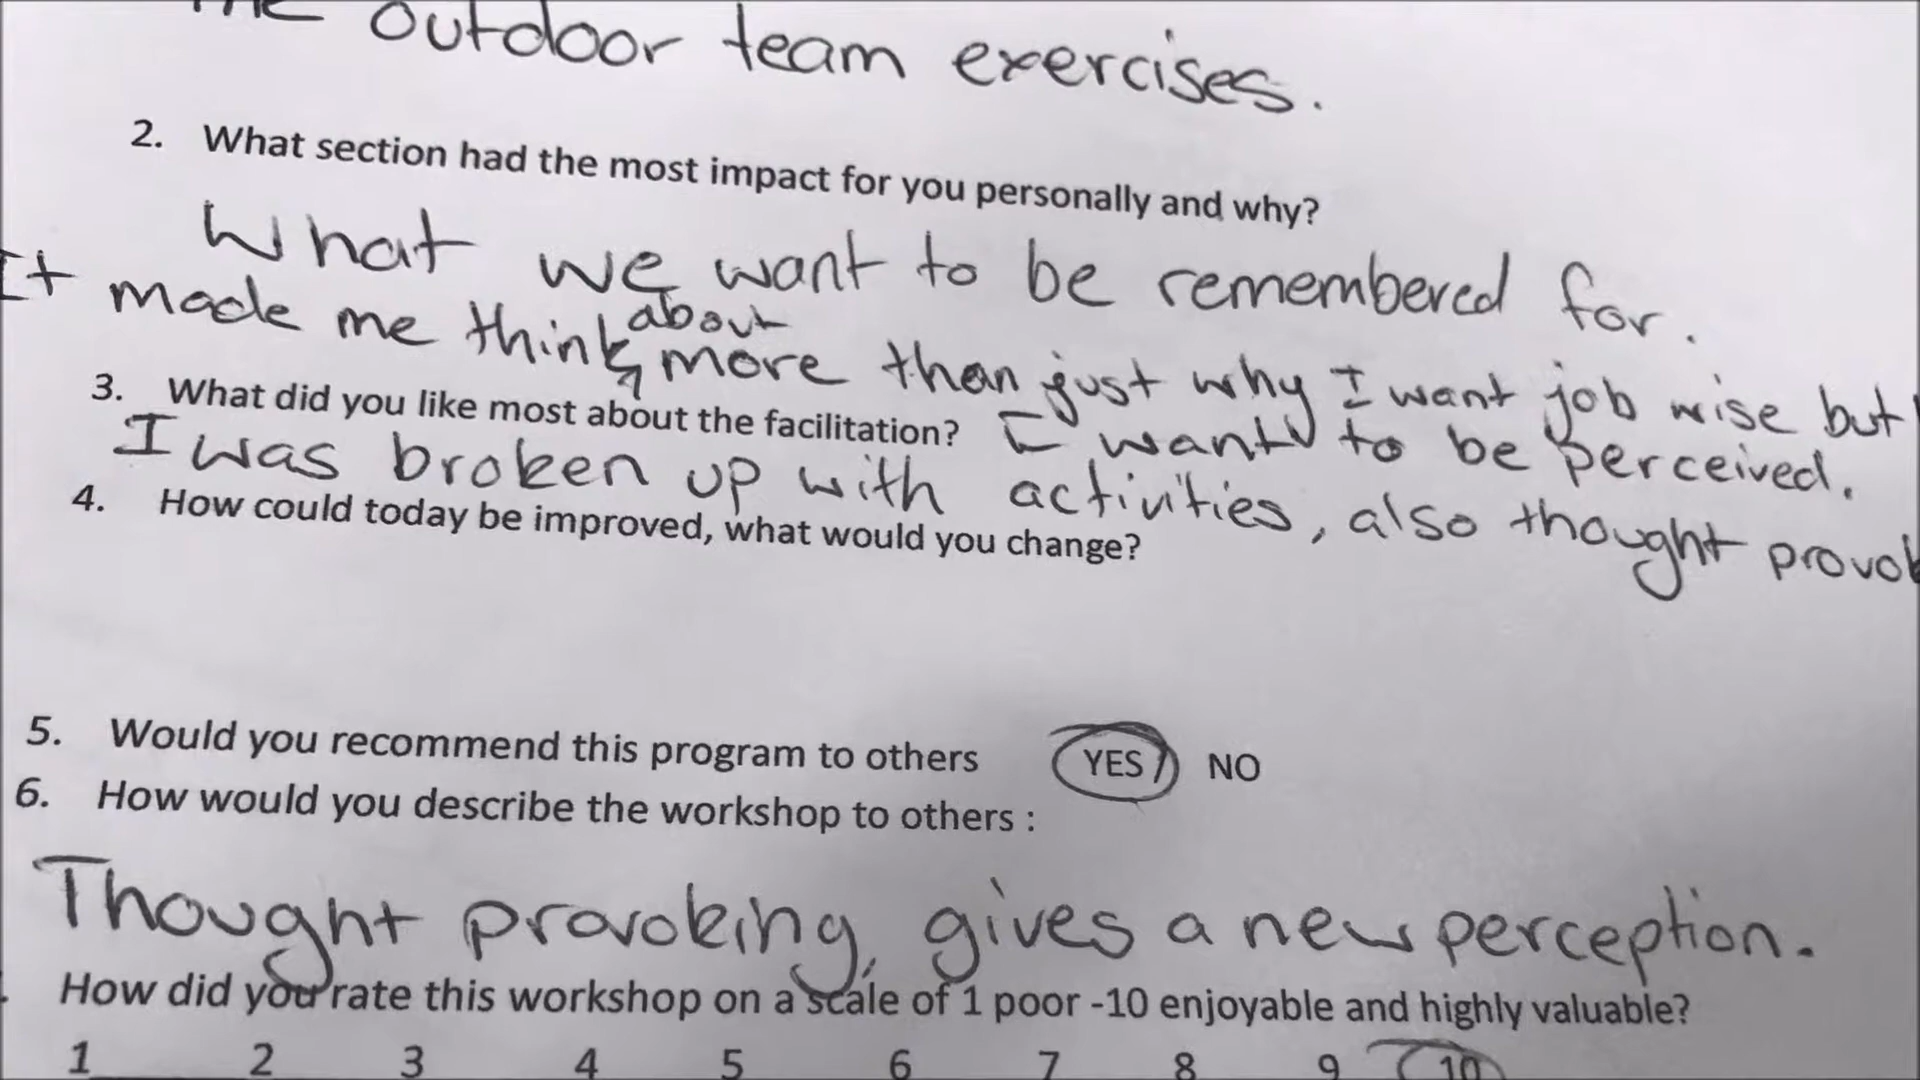 outdoor team exercises.
2. What section had the most impact for you personally and why?
What we want to be remembered for.
It made me think about more than just why I want job wise but
I want to be perceived.
3. What did you like most about the facilitation?
I was broken up with activities, also thought
4. How could today be improved, what would you change?
5. Would you recommend this program to others YES NO
6. How would you describe the workshop to others :
Thought provoking, gives a new perception.
How did you rate this workshop on a scale of 1 poor -10 enjoyable and highly valuable?
1 2 3 4 5 6 7 8 9 10